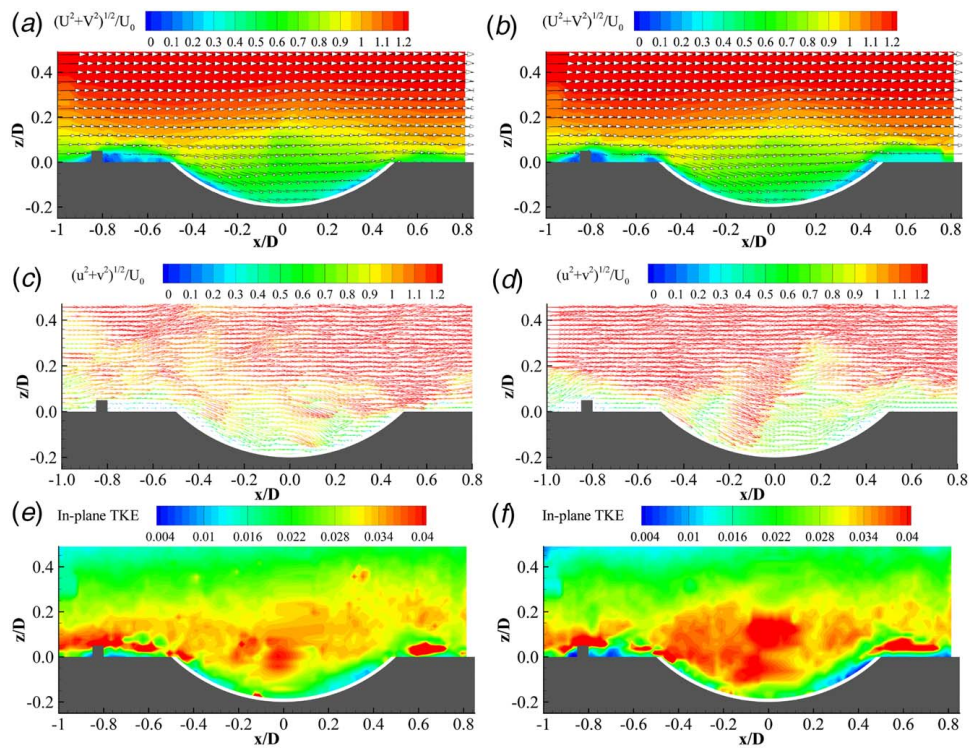 (a) (U²+V²)¹ᐟ²/U₀
0 0.1 0.2 0.3 0.4 0.5 0.6 0.7 0.8 0.9 1 1.1 1.2
z/D
0.4
0.2
0.0
-0.2
-1.0 -0.8 -0.6 -0.4 -0.2 0.0 0.2 0.4 0.6 0.8
x/D
(b) (U²+V²)¹ᐟ²/U₀
0 0.1 0.2 0.3 0.4 0.5 0.6 0.7 0.8 0.9 1 1.1 1.2
z/D
0.4
0.2
0.0
-0.2
-1.0 -0.8 -0.6 -0.4 -0.2 0.0 0.2 0.4 0.6 0.8
x/D
(c) (u²+v²)¹ᐟ²/U₀
0 0.1 0.2 0.3 0.4 0.5 0.6 0.7 0.8 0.9 1 1.1 1.2
z/D
0.4
0.2
0.0
-0.2
-1.0 -0.8 -0.6 -0.4 -0.2 0.0 0.2 0.4 0.6 0.8
x/D
(d) (u²+v²)¹ᐟ²/U₀
0 0.1 0.2 0.3 0.4 0.5 0.6 0.7 0.8 0.9 1 1.1 1.2
z/D
0.4
0.2
0.0
-0.2
-1.0 -0.8 -0.6 -0.4 -0.2 0.0 0.2 0.4 0.6 0.8
x/D
(e) In-plane TKE
0.004 0.01 0.016 0.022 0.028 0.034 0.04
z/D
0.4
0.2
0.0
-0.2
-1 -0.8 -0.6 -0.4 -0.2 0.0 0.2 0.4 0.6 0.8
x/D
(f) In-plane TKE
0.004 0.01 0.016 0.022 0.028 0.034 0.04
z/D
0.4
0.2
0.0
-0.2
-1 -0.8 -0.6 -0.4 -0.2 0.0 0.2 0.4 0.6 0.8
x/D